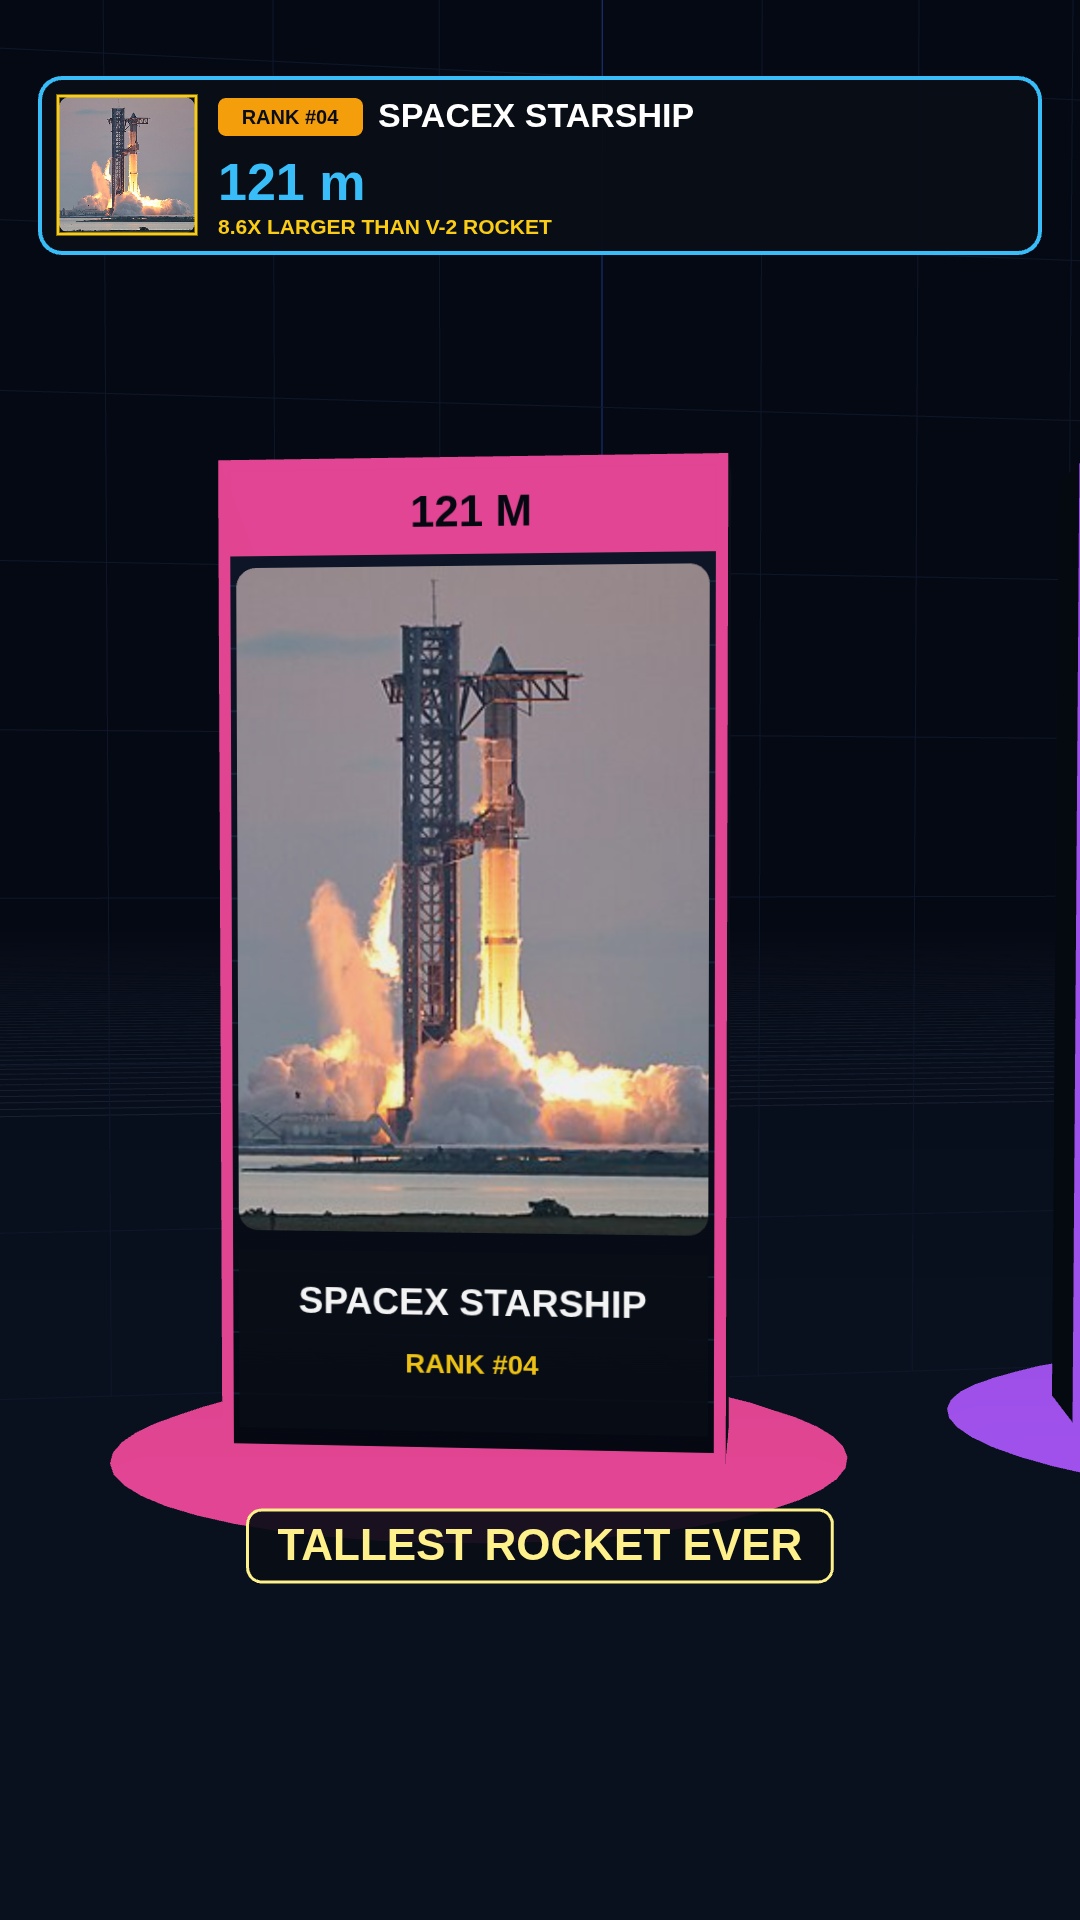 RANK #04
SPACEX STARSHIP
121 m
8.6X LARGER THAN V-2 ROCKET
121 M
SPACEX STARSHIP
RANK #04
TALLEST ROCKET EVER